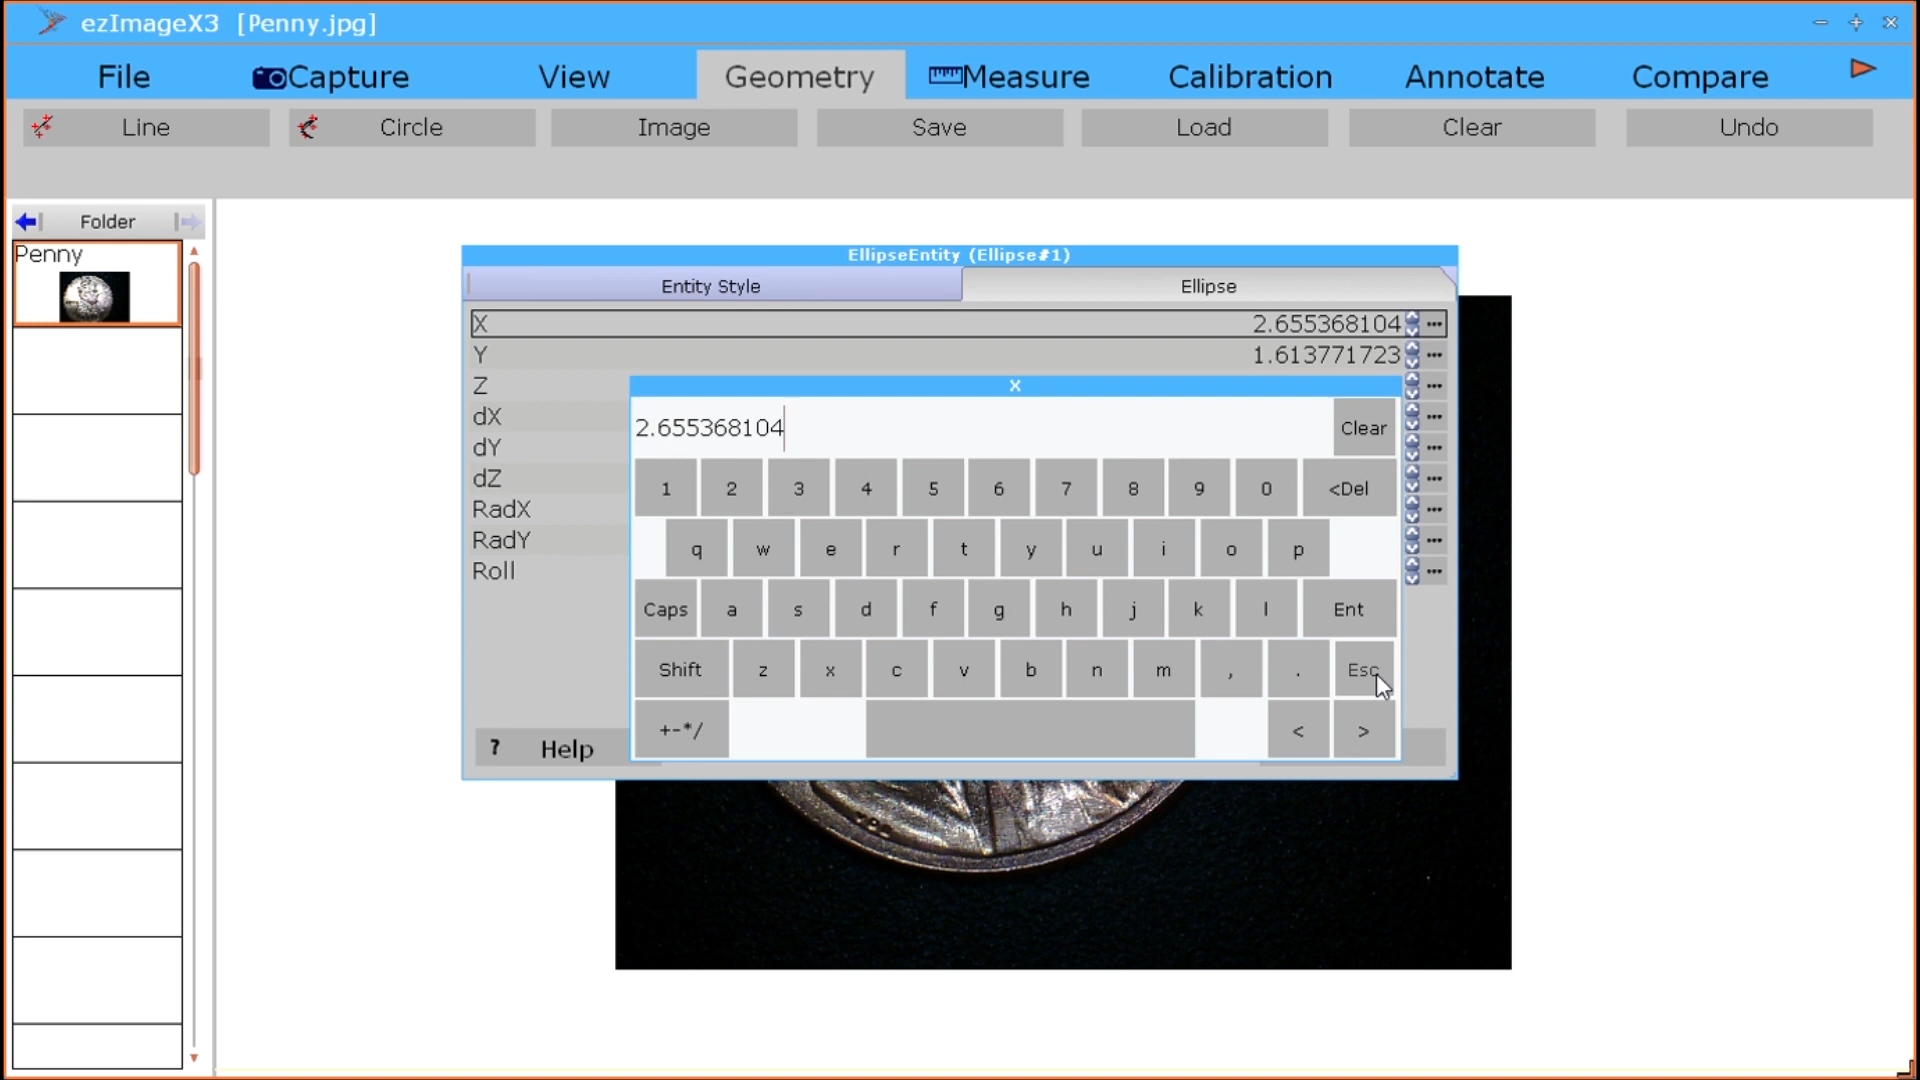 ezImageX3 [Penny.jpg]
File Capture View Geometry Measure Calibration Annotate Compare
Line Circle Image Save Load Clear Undo
Folder
Penny
EllipseEntity (Ellipse#1)
Entity Style Ellipse
X 2.655368104 •••
Y 1.613771723 •••
Z •••
dX •••
dY •••
dZ •••
RadX •••
RadY •••
Roll •••
X
2.655368104 Clear
1 2 3 4 5 6 7 8 9 0 <Del
q w e r t y u i o p
Caps a s d f g h j k l Ent
Shift z x c v b n m , . Esc
+-*/ < >
? Help